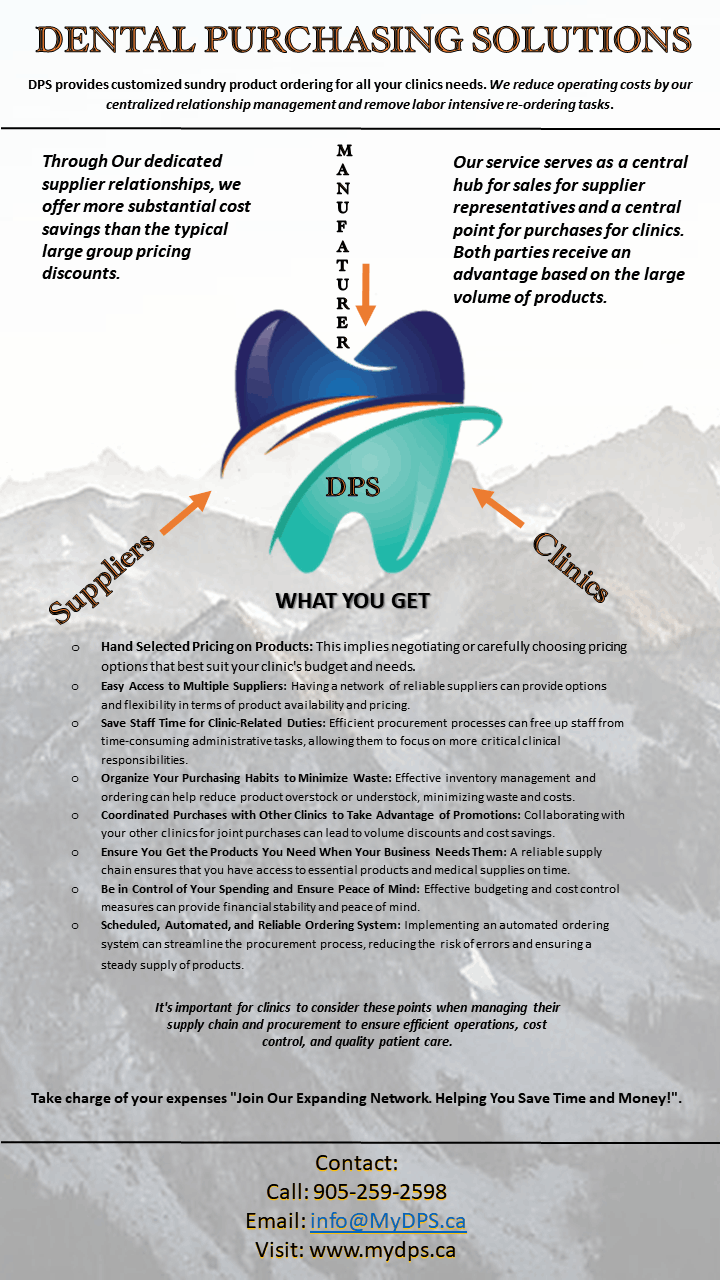 DENTAL PURCHASING SOLUTIONS
DPS provides customized sundry product ordering for all your clinics needs. We reduce operating costs by our
centralized relationship management and remove labor intensive re-ordering tasks.
Through Our dedicated
supplier relationships, we
offer more substantial cost
savings than the typical
large group pricing
discounts.
MANUFATURER
Our service serves as a central
hub for sales for supplier
representatives and a central
point for purchases for clinics.
Both parties receive an
advantage based on the large
volume of products.
DPS
Suppliers
Clinics
WHAT YOU GET
o Hand Selected Pricing on Products: This implies negotiating or carefully choosing pricing
options that best suit your clinic's budget and needs.
o Easy Access to Multiple Suppliers: Having a network of reliable suppliers can provide options
and flexibility in terms of product availability and pricing.
o Save Staff Time for Clinic-Related Duties: Efficient procurement processes can free up staff from
time-consuming administrative tasks, allowing them to focus on more critical clinical
responsibilities.
o Organize Your Purchasing Habits to Minimize Waste: Effective inventory management and
ordering can help reduce product overstock or understock, minimizing waste and costs.
o Coordinated Purchases with Other Clinics to Take Advantage of Promotions: Collaborating with
your other clinics for joint purchases can lead to volume discounts and cost savings.
o Ensure You Get the Products You Need When Your Business Needs Them: A reliable supply
chain ensures that you have access to essential products and medical supplies on time.
o Be in Control of Your Spending and Ensure Peace of Mind: Effective budgeting and cost control
measures can provide financial stability and peace of mind.
o Scheduled, Automated, and Reliable Ordering System: Implementing an automated ordering
system can streamline the procurement process, reducing the risk of errors and ensuring a
steady supply of products.
It's important for clinics to consider these points when managing their
supply chain and procurement to ensure efficient operations, cost
control, and quality patient care.
Take charge of your expenses "Join Our Expanding Network. Helping You Save Time and Money!".
Contact:
Call: 905-259-2598
Email: info@MyDPS.ca
Visit: www.mydps.ca